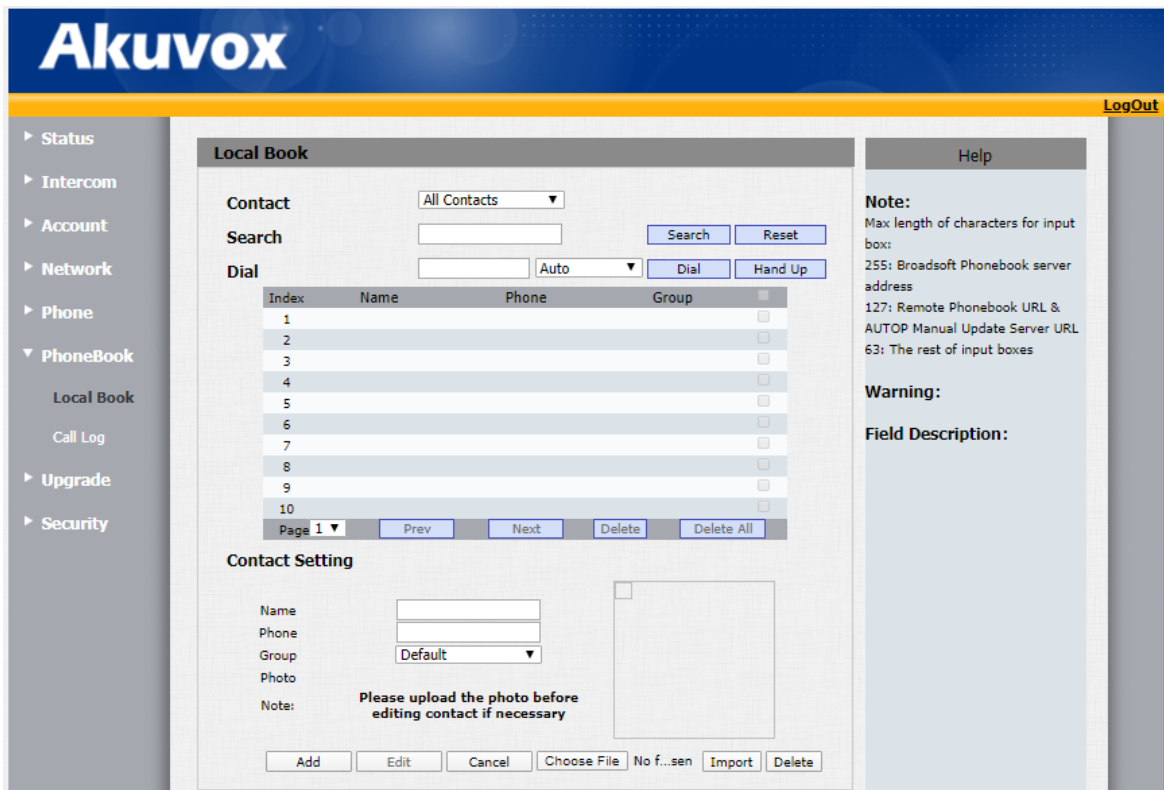 Akuvox
LogOut
Status
Intercom
Account
Network
Phone
PhoneBook
Local Book
Call Log
Upgrade
Security
Local Book
Contact All Contacts
Search Search Reset
Dial Auto Dial Hand Up
Index Name Phone Group
1
2
3
4
5
6
7
8
9
10
Page 1 Prev Next Delete Delete All
Contact Setting
Name
Phone
Group Default
Photo
Note: Please upload the photo before
editing contact if necessary
Add Edit Cancel Choose File No f...sen Import Delete
Help
Note:
Max length of characters for input
box:
255: Broadsoft Phonebook server
address
127: Remote Phonebook URL &
AUTOP Manual Update Server URL
63: The rest of input boxes
Warning:
Field Description: